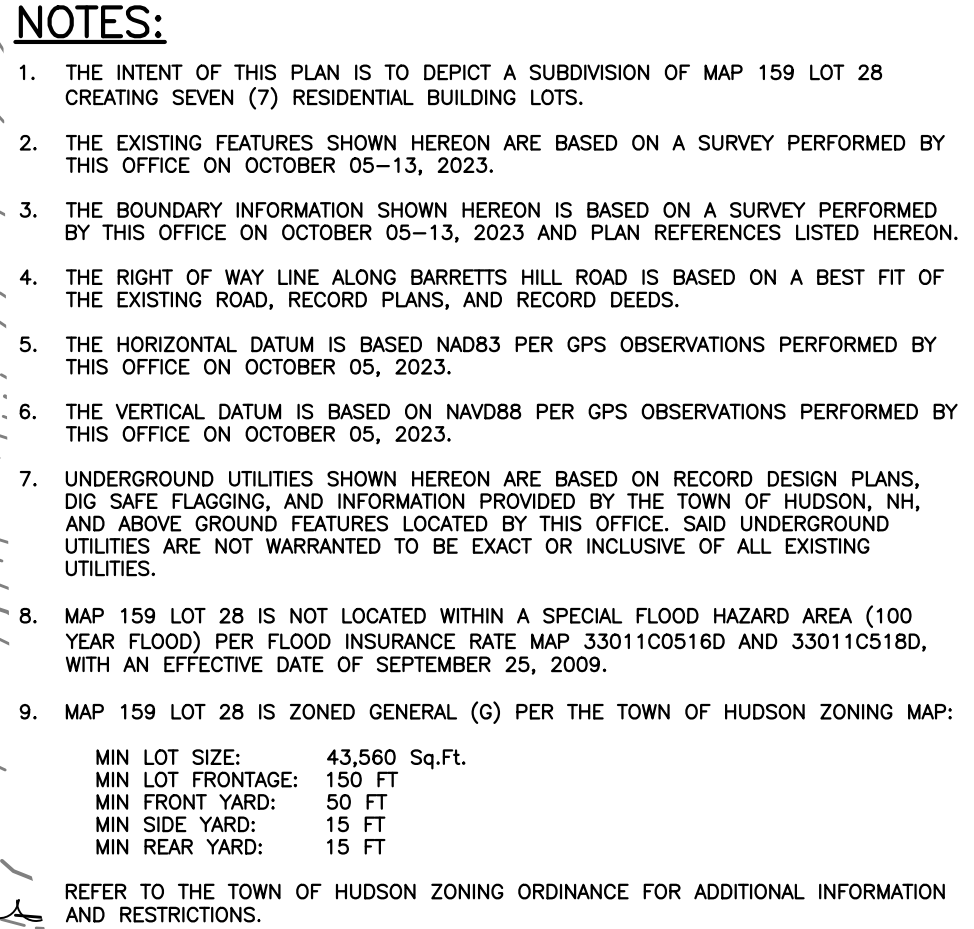 NOTES:
1. THE INTENT OF THIS PLAN IS TO DEPICT A SUBDIVISION OF MAP 159 LOT 28
CREATING SEVEN (7) RESIDENTIAL BUILDING LOTS.
2. THE EXISTING FEATURES SHOWN HEREON ARE BASED ON A SURVEY PERFORMED BY
THIS OFFICE ON OCTOBER 05-13, 2023.
3. THE BOUNDARY INFORMATION SHOWN HEREON IS BASED ON A SURVEY PERFORMED
BY THIS OFFICE ON OCTOBER 05-13, 2023 AND PLAN REFERENCES LISTED HEREON.
4. THE RIGHT OF WAY LINE ALONG BARRETTS HILL ROAD IS BASED ON A BEST FIT OF
THE EXISTING ROAD, RECORD PLANS, AND RECORD DEEDS.
5. THE HORIZONTAL DATUM IS BASED NAD83 PER GPS OBSERVATIONS PERFORMED BY
THIS OFFICE ON OCTOBER 05, 2023.
6. THE VERTICAL DATUM IS BASED ON NAVD88 PER GPS OBSERVATIONS PERFORMED BY
THIS OFFICE ON OCTOBER 05, 2023.
7. UNDERGROUND UTILITIES SHOWN HEREON ARE BASED ON RECORD DESIGN PLANS,
DIG SAFE FLAGGING, AND INFORMATION PROVIDED BY THE TOWN OF HUDSON, NH,
AND ABOVE GROUND FEATURES LOCATED BY THIS OFFICE. SAID UNDERGROUND
UTILITIES ARE NOT WARRANTED TO BE EXACT OR INCLUSIVE OF ALL EXISTING
UTILITIES.
8. MAP 159 LOT 28 IS NOT LOCATED WITHIN A SPECIAL FLOOD HAZARD AREA (100
YEAR FLOOD) PER FLOOD INSURANCE RATE MAP 33011C0516D AND 33011C518D,
WITH AN EFFECTIVE DATE OF SEPTEMBER 25, 2009.
9. MAP 159 LOT 28 IS ZONED GENERAL (G) PER THE TOWN OF HUDSON ZONING MAP:
MIN LOT SIZE: 43,560 Sq.Ft.
MIN LOT FRONTAGE: 150 FT
MIN FRONT YARD: 50 FT
MIN SIDE YARD: 15 FT
MIN REAR YARD: 15 FT
REFER TO THE TOWN OF HUDSON ZONING ORDINANCE FOR ADDITIONAL INFORMATION
AND RESTRICTIONS.